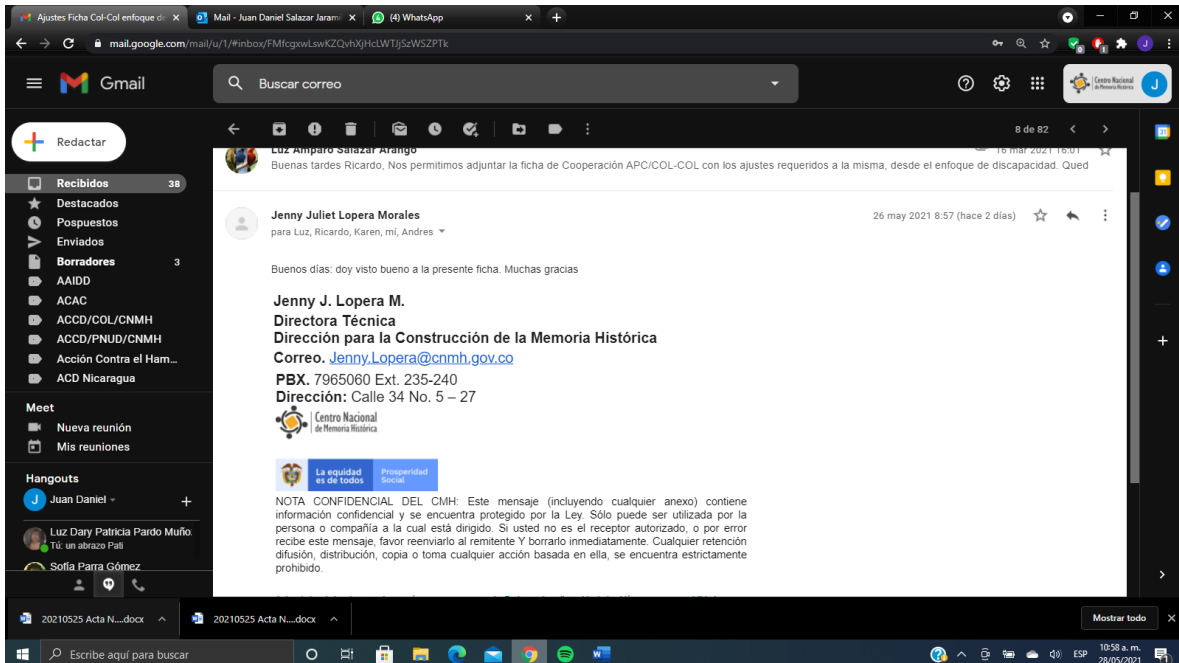 Ajustes Ficha Col-Col enfoque de
Mail - Juan Daniel Salazar Jarami
(4) WhatsApp
mail.google.com/mail/u/1/#inbox/FMfcgxwLswKZQvhXjHcLWTJjSzWSZPTk
Gmail
Buscar correo
Centro Nacional
de Memoria Histórica
J
Redactar
8 de 82
Recibidos 38
Destacados
Pospuestos
Enviados
Borradores 3
AAIDD
ACAC
ACCD/COL/CNMH
ACCD/PNUD/CNMH
Acción Contra el Ham...
ACD Nicaragua
Meet
Nueva reunión
Mis reuniones
Hangouts
J Juan Daniel
Luz Dary Patricia Pardo Muño
Tú: un abrazo Pati
Sofía Parra Gómez
Luz Amparo Salazar Arango 16 mar 2021 16:01
Buenas tardes Ricardo, Nos permitimos adjuntar la ficha de Cooperación APC/COL-COL con los ajustes requeridos a la misma, desde el enfoque de discapacidad. Qued
Jenny Juliet Lopera Morales 26 may 2021 8:57 (hace 2 días)
para Luz, Ricardo, Karen, mí, Andres
Buenos días: doy visto bueno a la presente ficha. Muchas gracias
Jenny J. Lopera M.
Directora Técnica
Dirección para la Construcción de la Memoria Histórica
Correo. Jenny.Lopera@cnmh.gov.co
PBX. 7965060 Ext. 235-240
Dirección: Calle 34 No. 5 – 27
Centro Nacional
de Memoria Histórica
La equidad
es de todos
Prosperidad
Social
NOTA CONFIDENCIAL DEL CMH: Este mensaje (incluyendo cualquier anexo) contiene
información confidencial y se encuentra protegido por la Ley. Sólo puede ser utilizada por la
persona o compañía a la cual está dirigido. Si usted no es el receptor autorizado, o por error
recibe este mensaje, favor reenviarlo al remitente Y borrarlo inmediatamente. Cualquier retención
difusión, distribución, copia o toma cualquier acción basada en ella, se encuentra estrictamente
prohibido.
20210525 Acta N....docx
20210525 Acta N....docx
Mostrar todo
Escribe aquí para buscar
ESP
10:58 a. m.
28/05/2021